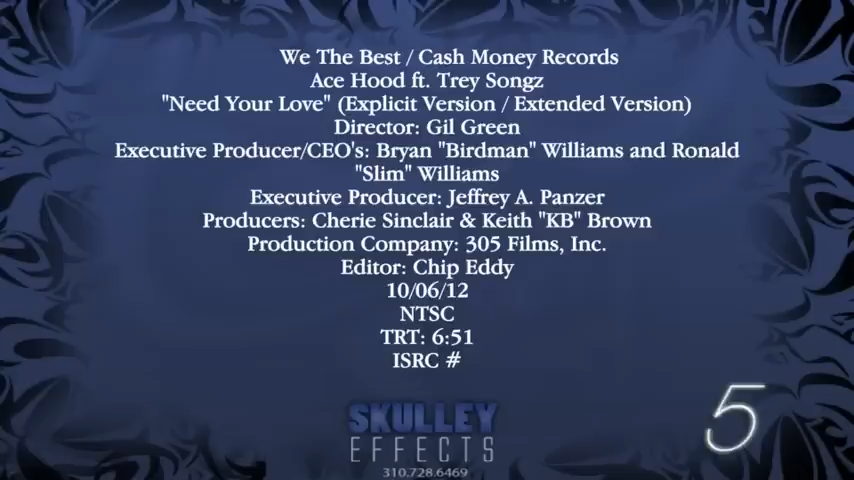 We The Best / Cash Money Records
Ace Hood ft. Trey Songz
"Need Your Love" (Explicit Version / Extended Version)
Director: Gil Green
Executive Producer/CEO's: Bryan "Birdman" Williams and Ronald
"Slim" Williams
Executive Producer: Jeffrey A. Panzer
Producers: Cherie Sinclair & Keith "KB" Brown
Production Company: 305 Films, Inc.
Editor: Chip Eddy
10/06/12
NTSC
TRT: 6:51
ISRC #
5
SKULLEY
EFFECTS
310.728.6469